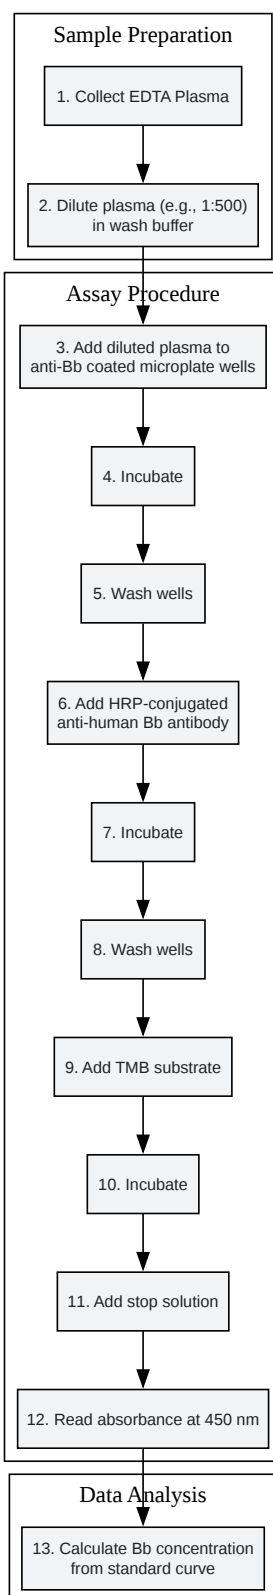 Sample Preparation
1. Collect EDTA Plasma
2. Dilute plasma (e.g., 1:500)
in wash buffer
Assay Procedure
3. Add diluted plasma to
anti-Bb coated microplate wells
4. Incubate
5. Wash wells
6. Add HRP-conjugated
anti-human Bb antibody
7. Incubate
8. Wash wells
9. Add TMB substrate
10. Incubate
11. Add stop solution
12. Read absorbance at 450 nm
Data Analysis
13. Calculate Bb concentration
from standard curve